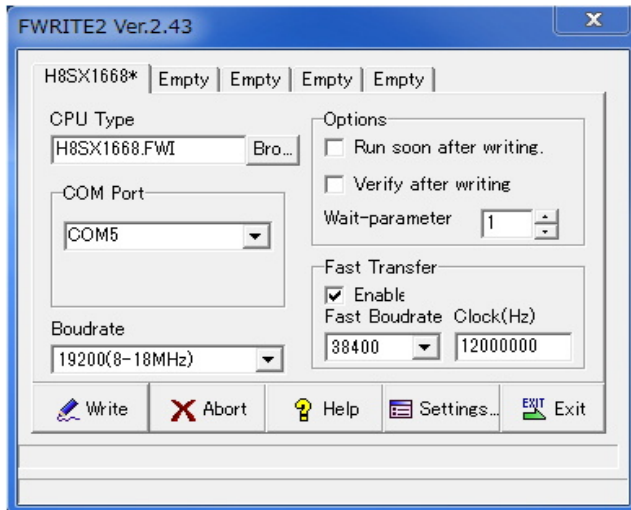 FWRITE2 Ver.2.43
H8SX1668* Empty Empty Empty Empty
CPU Type
H8SX1668.FWI Bro...
COM Port
COM5
Boudrate
19200(8-18MHz)
Options
Run soon after writing.
Verify after writing
Wait-parameter 1
Fast Transfer
Enable
Fast Boudrate Clock(Hz)
38400 12000000
Write Abort Help Settings... EXIT Exit